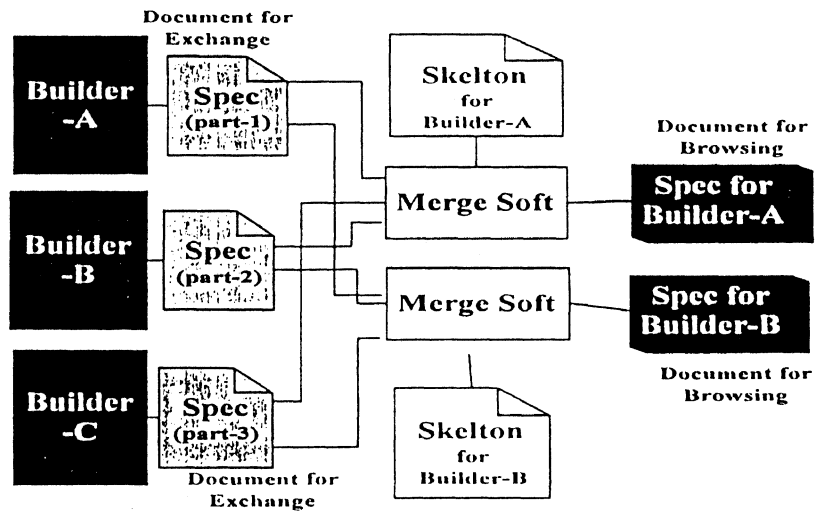 Document for
Exchange
Builder
-A
Spec
(part-1)
Skelton
for
Builder-A
Merge Soft
Document for
Browsing
Spec for
Builder-A
Builder
-B
Spec
(part-2)
Merge Soft
Spec for
Builder-B
Document for
Browsing
Builder
-C
Spec
(part-3)
Document for
Exchange
Skelton
for
Builder-B